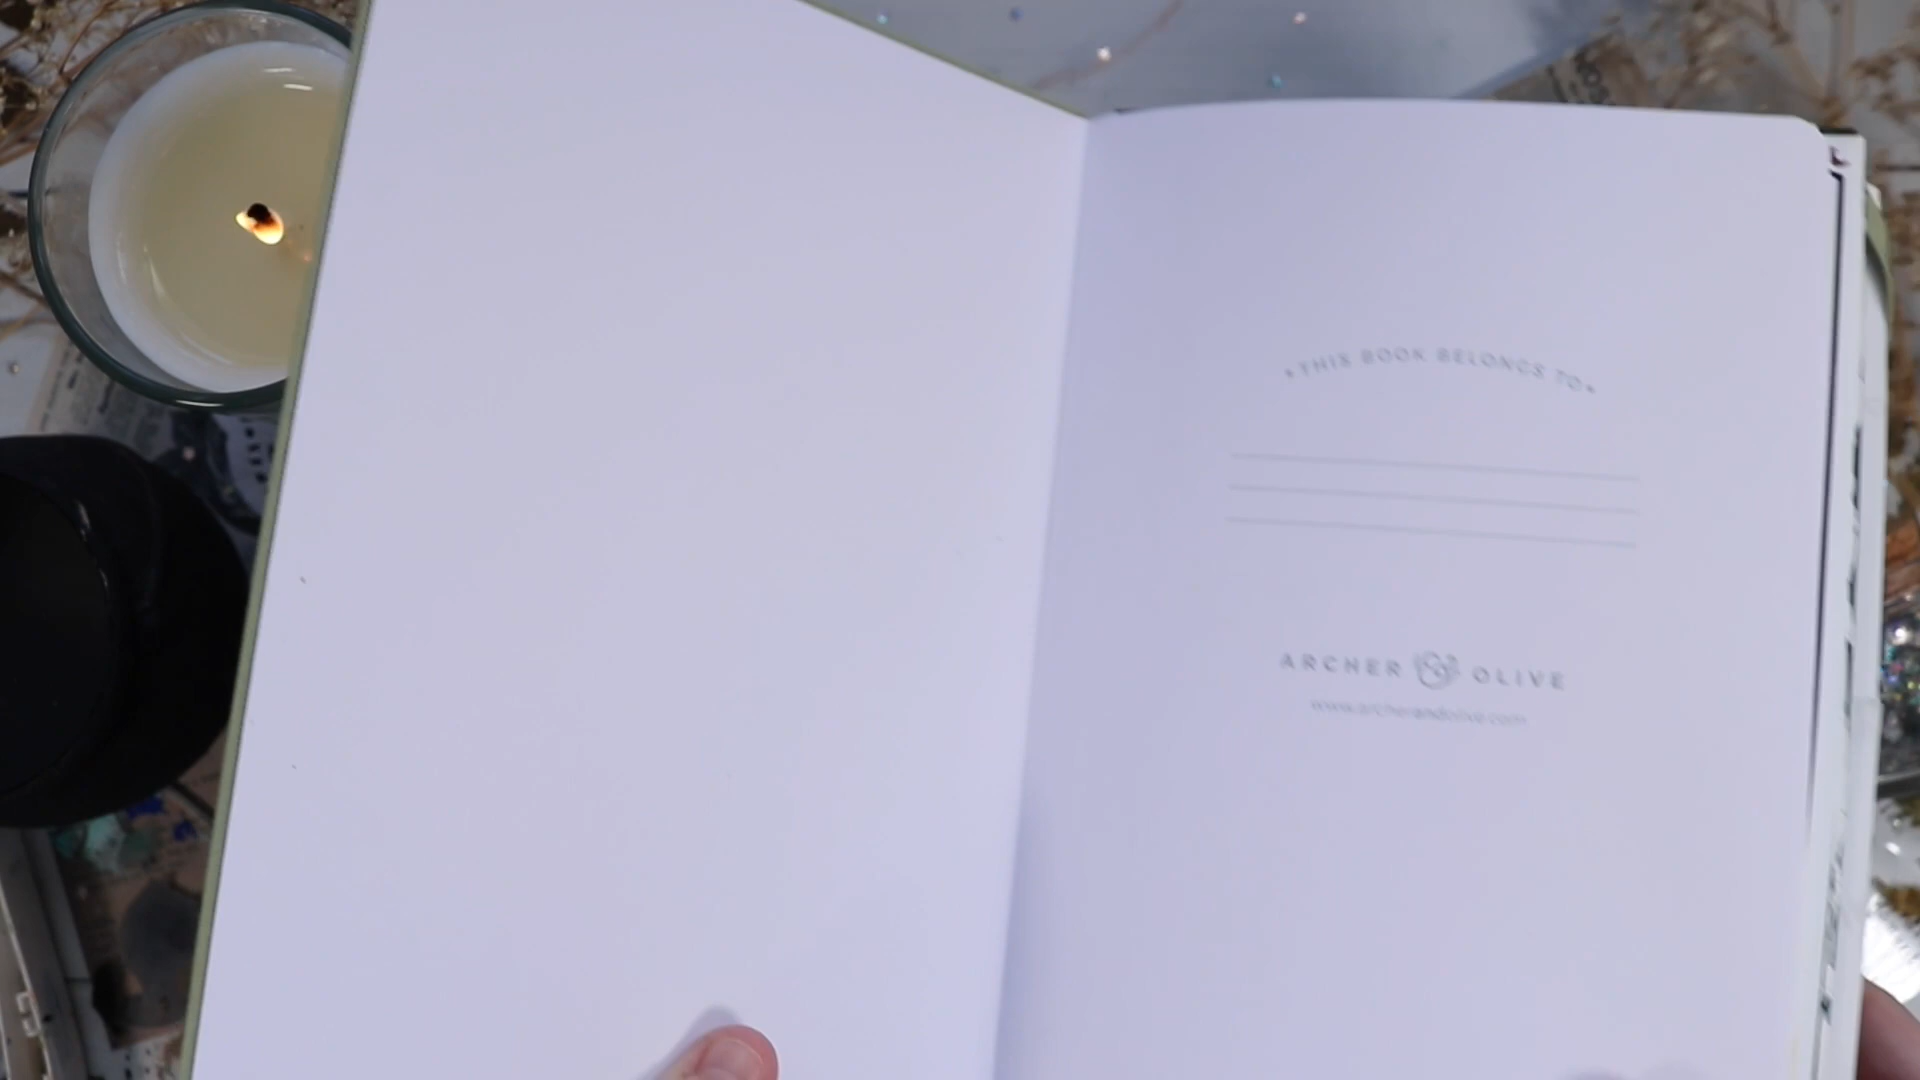 • THIS BOOK BELONGS TO •
ARCHER OLIVE
www.archerandolive.com